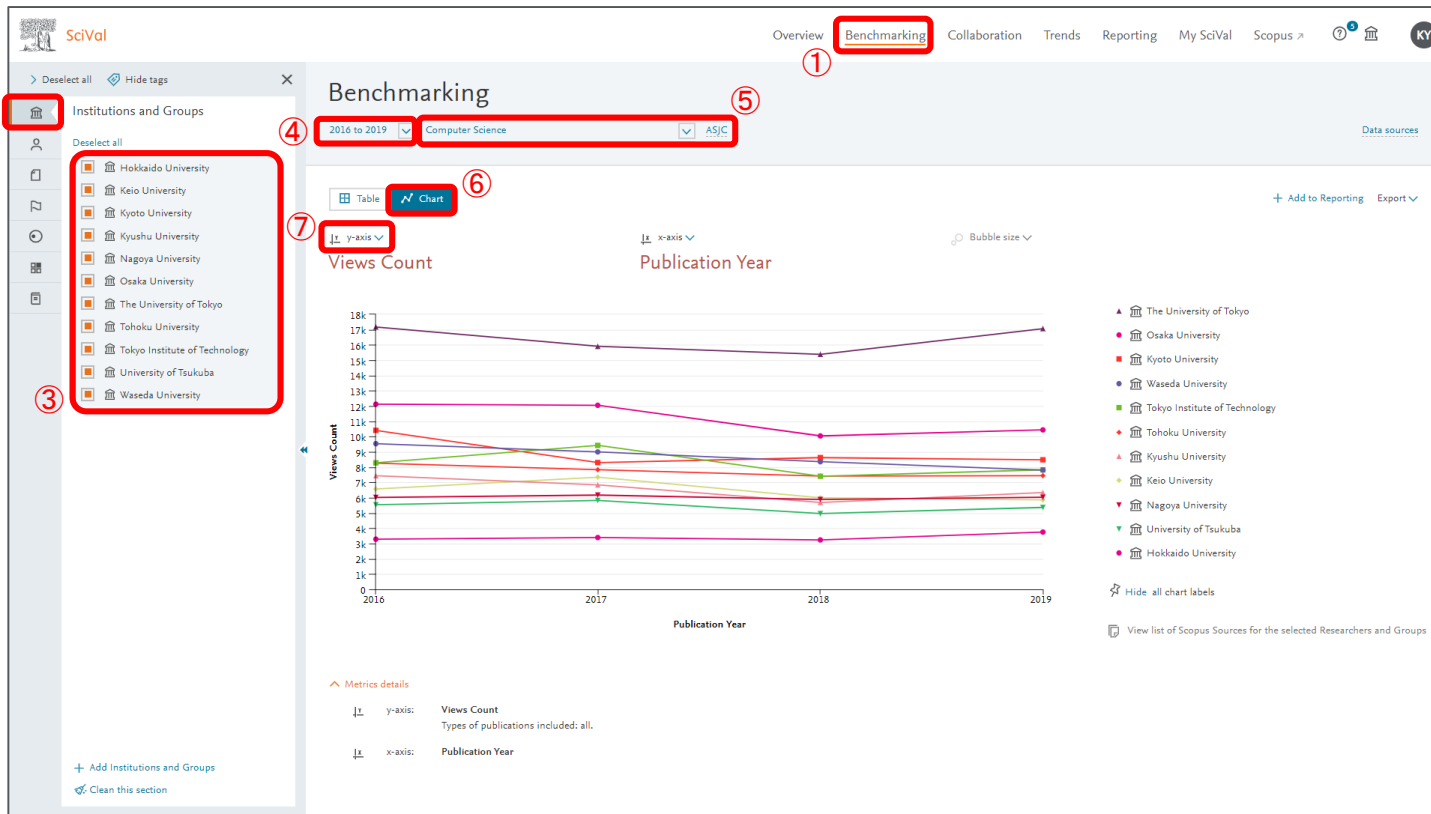 SciVal
Overview Benchmarking Collaboration Trends Reporting My SciVal Scopus ↗ ? 5 KY
①
> Deselect all Hide tags ×
Institutions and Groups
Deselect all
Hokkaido University
Keio University
Kyoto University
Kyushu University
Nagoya University
Osaka University
The University of Tokyo
Tohoku University
Tokyo Institute of Technology
University of Tsukuba
Waseda University
③
+ Add Institutions and Groups
Clean this section
Benchmarking
⑤
④ 2016 to 2019 Computer Science ASJC Data sources
⑥
Table Chart + Add to Reporting Export
⑦
y-axis x-axis Bubble size
Views Count Publication Year
18k
17k
16k
15k
14k
13k
12k
11k
10k
9k
8k
7k
6k
5k
4k
3k
2k
1k
0
Views Count
2016 2017 2018 2019
Publication Year
The University of Tokyo
Osaka University
Kyoto University
Waseda University
Tokyo Institute of Technology
Tohoku University
Kyushu University
Keio University
Nagoya University
University of Tsukuba
Hokkaido University
Hide all chart labels
View list of Scopus Sources for the selected Researchers and Groups
Metrics details
y-axis: Views Count
Types of publications included: all.
x-axis: Publication Year